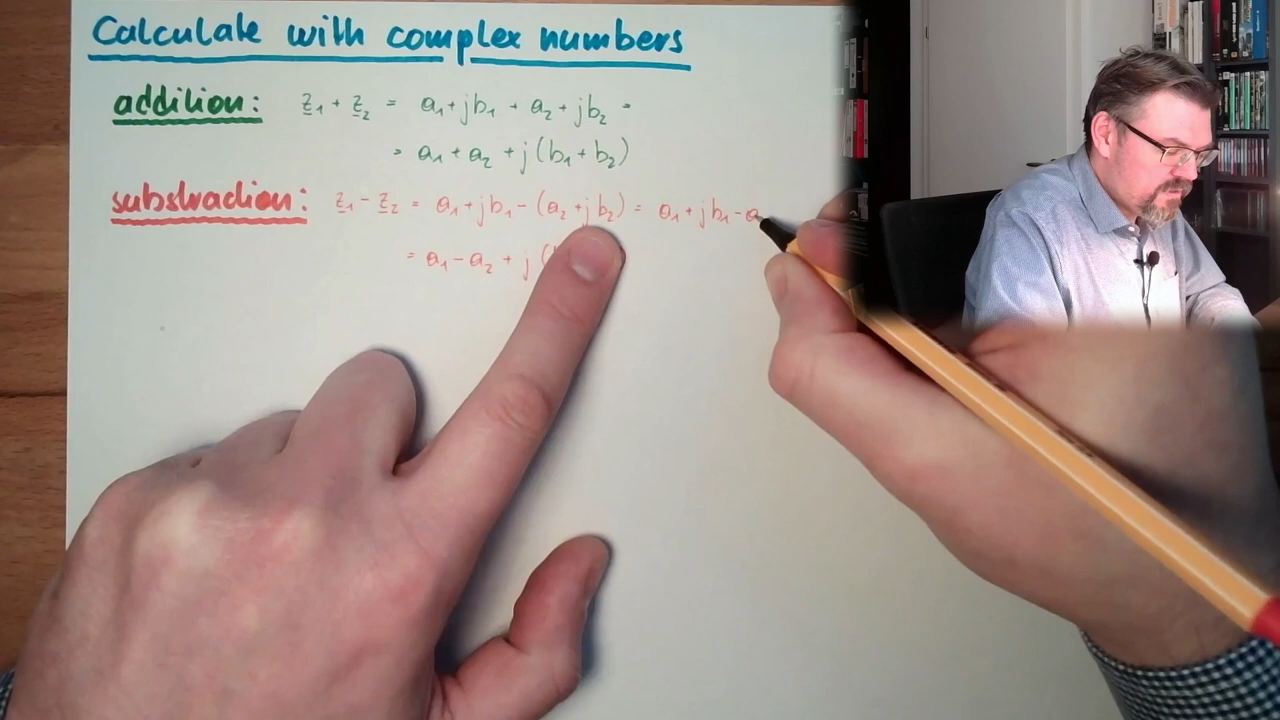 Calculate with complex numbers
addition: z₁ + z₂ = a₁ + jb₁ + a₂ + jb₂ =
= a₁ + a₂ + j(b₁ + b₂)
substraction: z₁ - z₂ = a₁ + jb₁ - (a₂ + jb₂) = a₁ + jb₁ - a
= a₁ - a₂ + j(